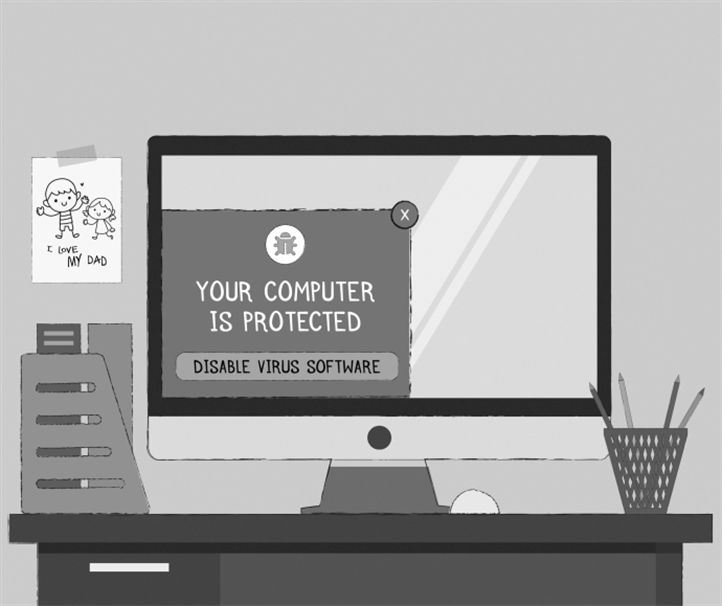 I LOVE
MY DAD
X
YOUR COMPUTER
IS PROTECTED
DISABLE VIRUS SOFTWARE